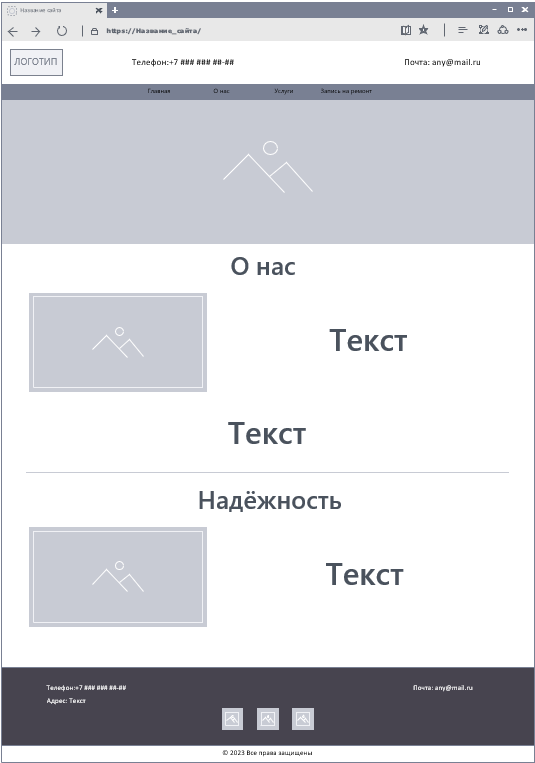 Название сайта
https://Название_сайта/
ЛОГОТИП
Телефон:+7 ### ### ##-##
Почта: any@mail.ru
Главная
О нас
Услуги
Запись на ремонт
О нас
Текст
Текст
Надёжность
Текст
Телефон:+7 ### ### ##-##
Почта: any@mail.ru
Адрес: Текст
© 2023 Все права защищены